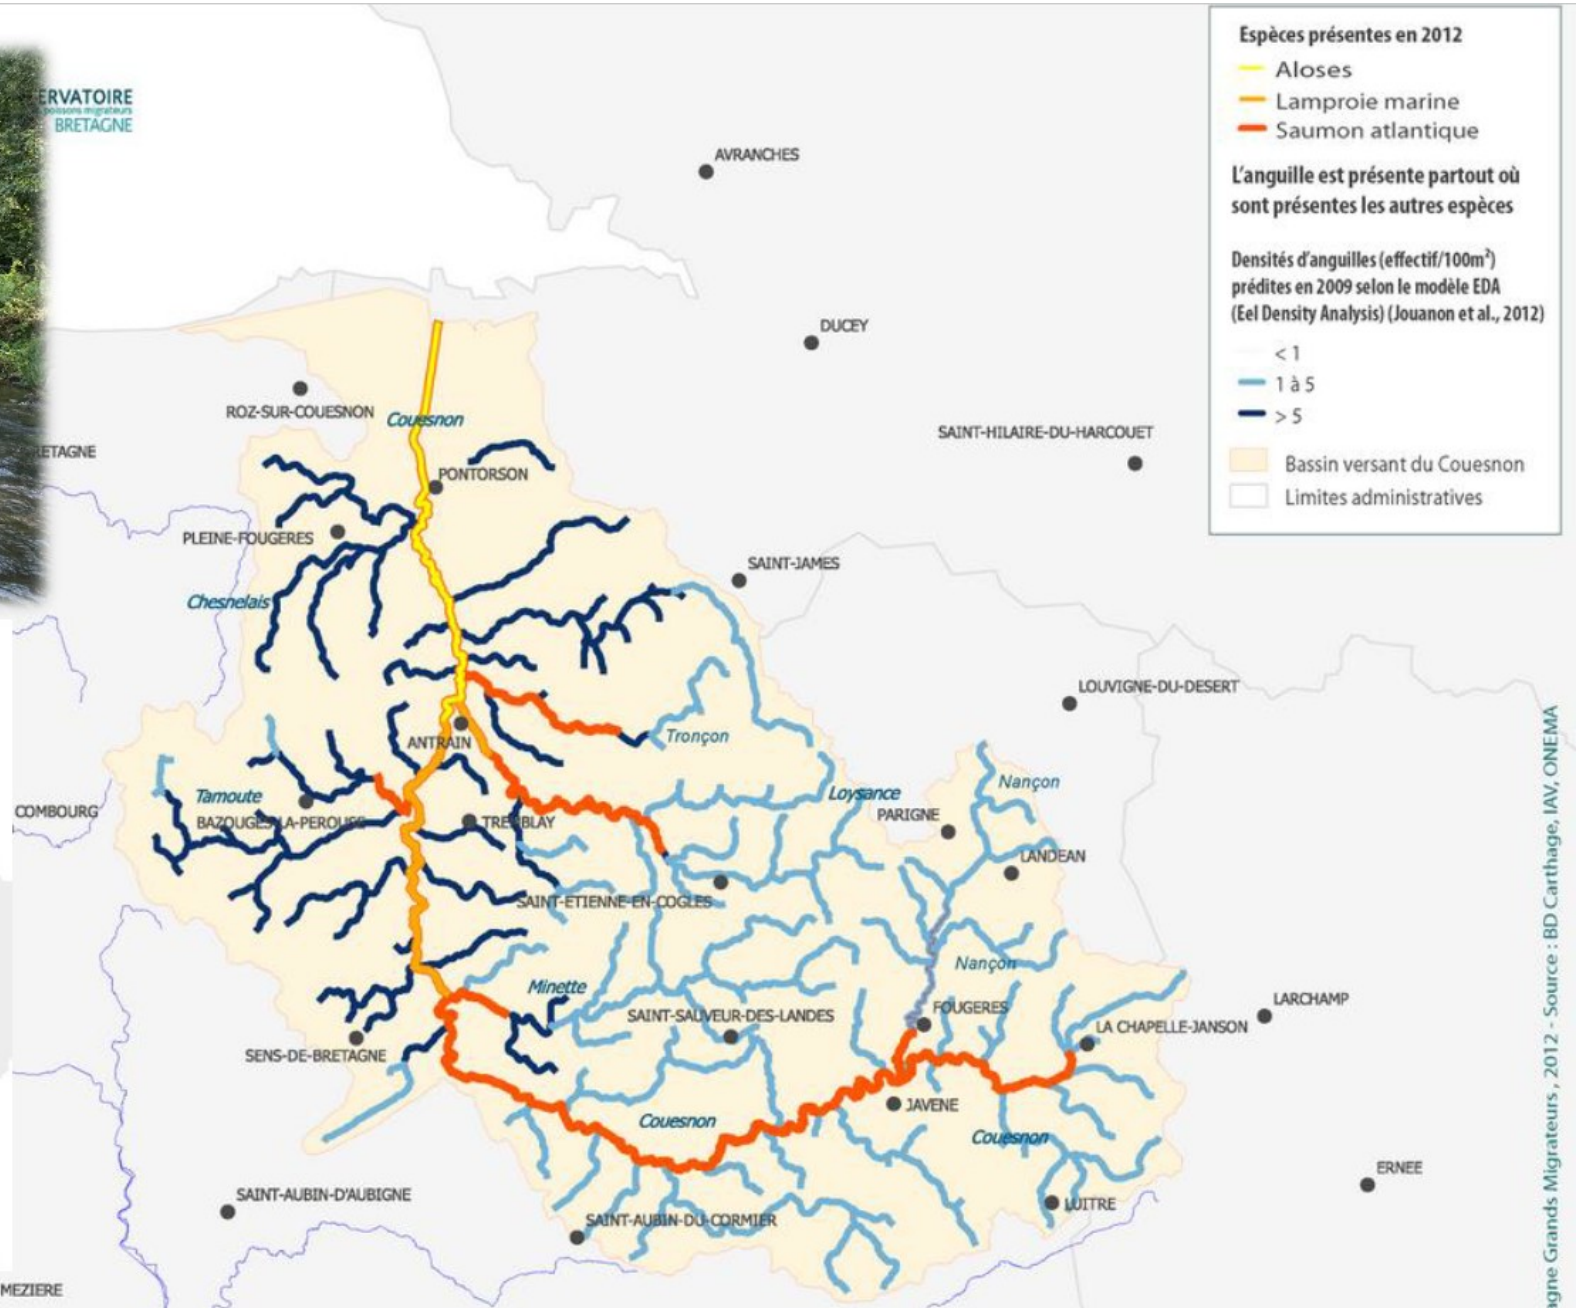 ERVATOIRE
poissons migrateurs
BRETAGNE
Espèces présentes en 2012
Aloses
Lamproie marine
Saumon atlantique
L'anguille est présente partout où
sont présentes les autres espèces
Densités d'anguilles (effectif/100m²)
prédites en 2009 selon le modèle EDA
(Eel Density Analysis) (Jouanon et al., 2012)
< 1
1 à 5
> 5
Bassin versant du Couesnon
Limites administratives
AVRANCHES
DUCEY
ROZ-SUR-COUESNON
Couesnon
SAINT-HILAIRE-DU-HARCOUET
RETAGNE
PONTORSON
PLEINE-FOUGERES
SAINT-JAMES
Chesnelais
LOUVIGNE-DU-DESERT
Tronçon
ANTRAIN
Nançon
Tamoute
Loysance
COMBOURG
BAZOUGES-LA-PEROUSE
TREMBLAY
PARIGNE
LANDEAN
SAINT-ETIENNE-EN-COGLES
Nançon
Minette
LARCHAMP
SAINT-SAUVEUR-DES-LANDES
FOUGERES
LA CHAPELLE-JANSON
SENS-DE-BRETAGNE
JAVENE
Couesnon
Couesnon
ERNEE
SAINT-AUBIN-D'AUBIGNE
LUITRE
SAINT-AUBIN-DU-CORMIER
MEZIERE
agne Grands Migrateurs, 2012 - Source : BD Carthage, IAV, ONEMA